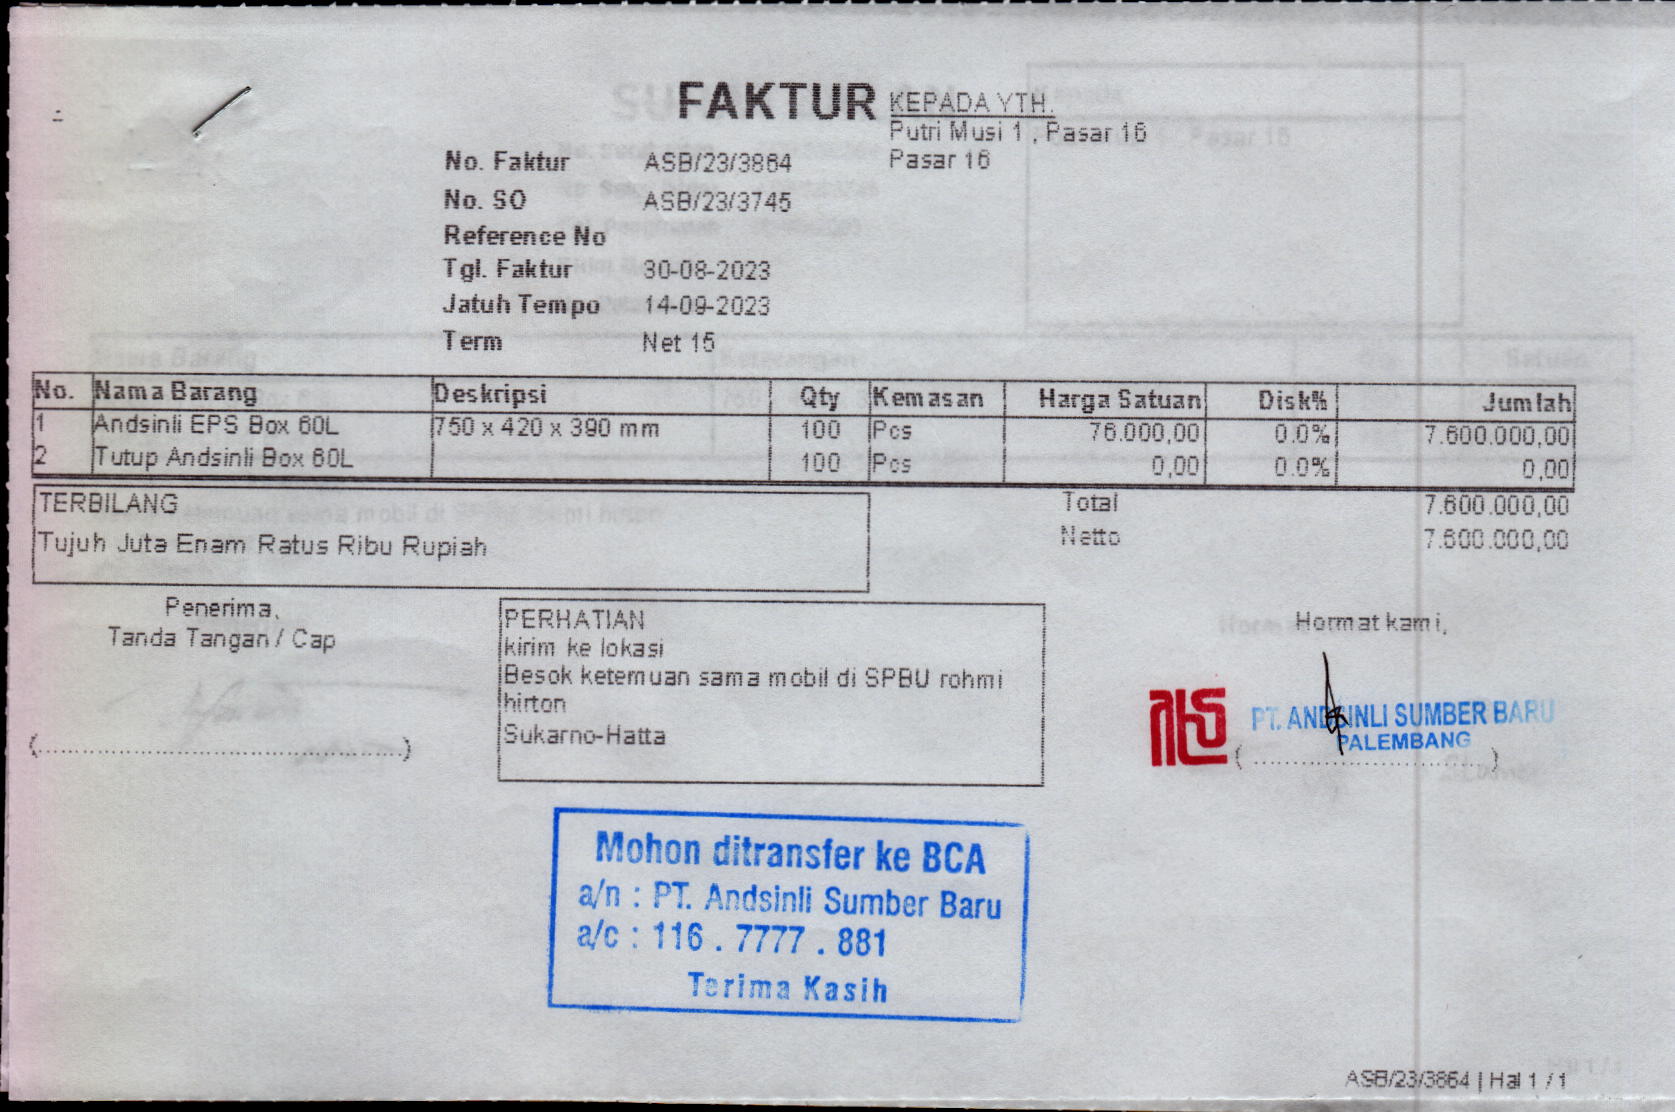 FAKTUR
KEPADA YTH.
Putri Musi 1 , Pasar 16
Pasar 16
No. Faktur ASB/23/3864
No. SO ASB/23/3745
Reference No
Tgl. Faktur 30-08-2023
Jatuh Tempo 14-09-2023
Term Net 15
No. Nama Barang Deskripsi Qty Kemasan Harga Satuan Disk% Jumlah
1 Andsinli EPS Box 60L 750 x 420 x 390 mm 100 Pcs 76.000,00 0.0% 7.600.000,00
2 Tutup Andsinli Box 60L 100 Pcs 0,00 0.0% 0,00
TERBILANG
Tujuh Juta Enam Ratus Ribu Rupiah
Total 7.600.000,00
Netto 7.600.000,00
Penerima,
Tanda Tangan / Cap
PERHATIAN
kirim ke lokasi
Besok ketemuan sama mobil di SPBU rohmi
hirton
Sukarno-Hatta
Hormat kami,
PT. ANDSINLI SUMBER BARU
PALEMBANG
Mohon ditransfer ke BCA
a/n : PT. Andsinli Sumber Baru
a/c : 116 . 7777 . 881
Terima Kasih
ASB/23/3864 | Hal 1 / 1